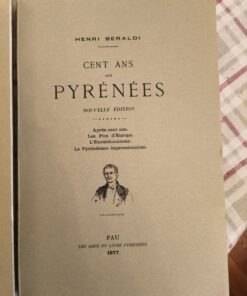 HENRI BERALDI
CENT ANS
AUX
PYRÉNÉES
NOUVELLE ÉDITION
Après cent ans.
Les Pics d'Europe.
L'Excursionnisme.
Le Pyrénéisme impressionniste.
PAU
LES AMIS DU LIVRE PYRÉNÉEN
1977